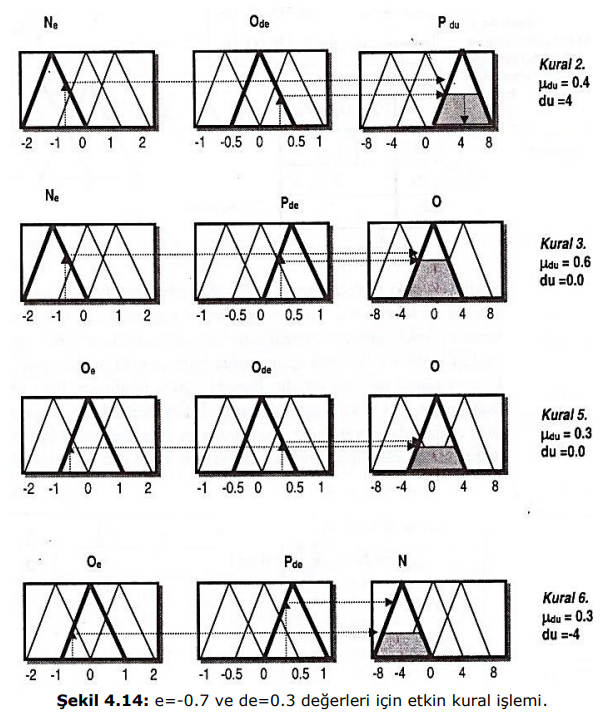 Ne Ode P du
Kural 2.
μdu = 0.4
du =4
-2 -1 0 1 2 -1 -0.5 0 0.5 1 -8 -4 0 4 8
Ne Pde O
Kural 3.
μdu = 0.6
du =0.0
-2 -1 0 1 2 -1 -0.5 0 0.5 1 -8 -4 0 4 8
Oe Ode O
Kural 5.
μdu = 0.3
du =0.0
-2 -1 0 1 2 -1 -0.5 0 0.5 1 -8 -4 0 4 8
Oe Pde N
Kural 6.
μdu = 0.3
du =-4
-2 -1 0 1 2 -1 -0.5 0 0.5 1 -8 -4 0 4 8
Şekil 4.14: e=-0.7 ve de=0.3 değerleri için etkin kural işlemi.